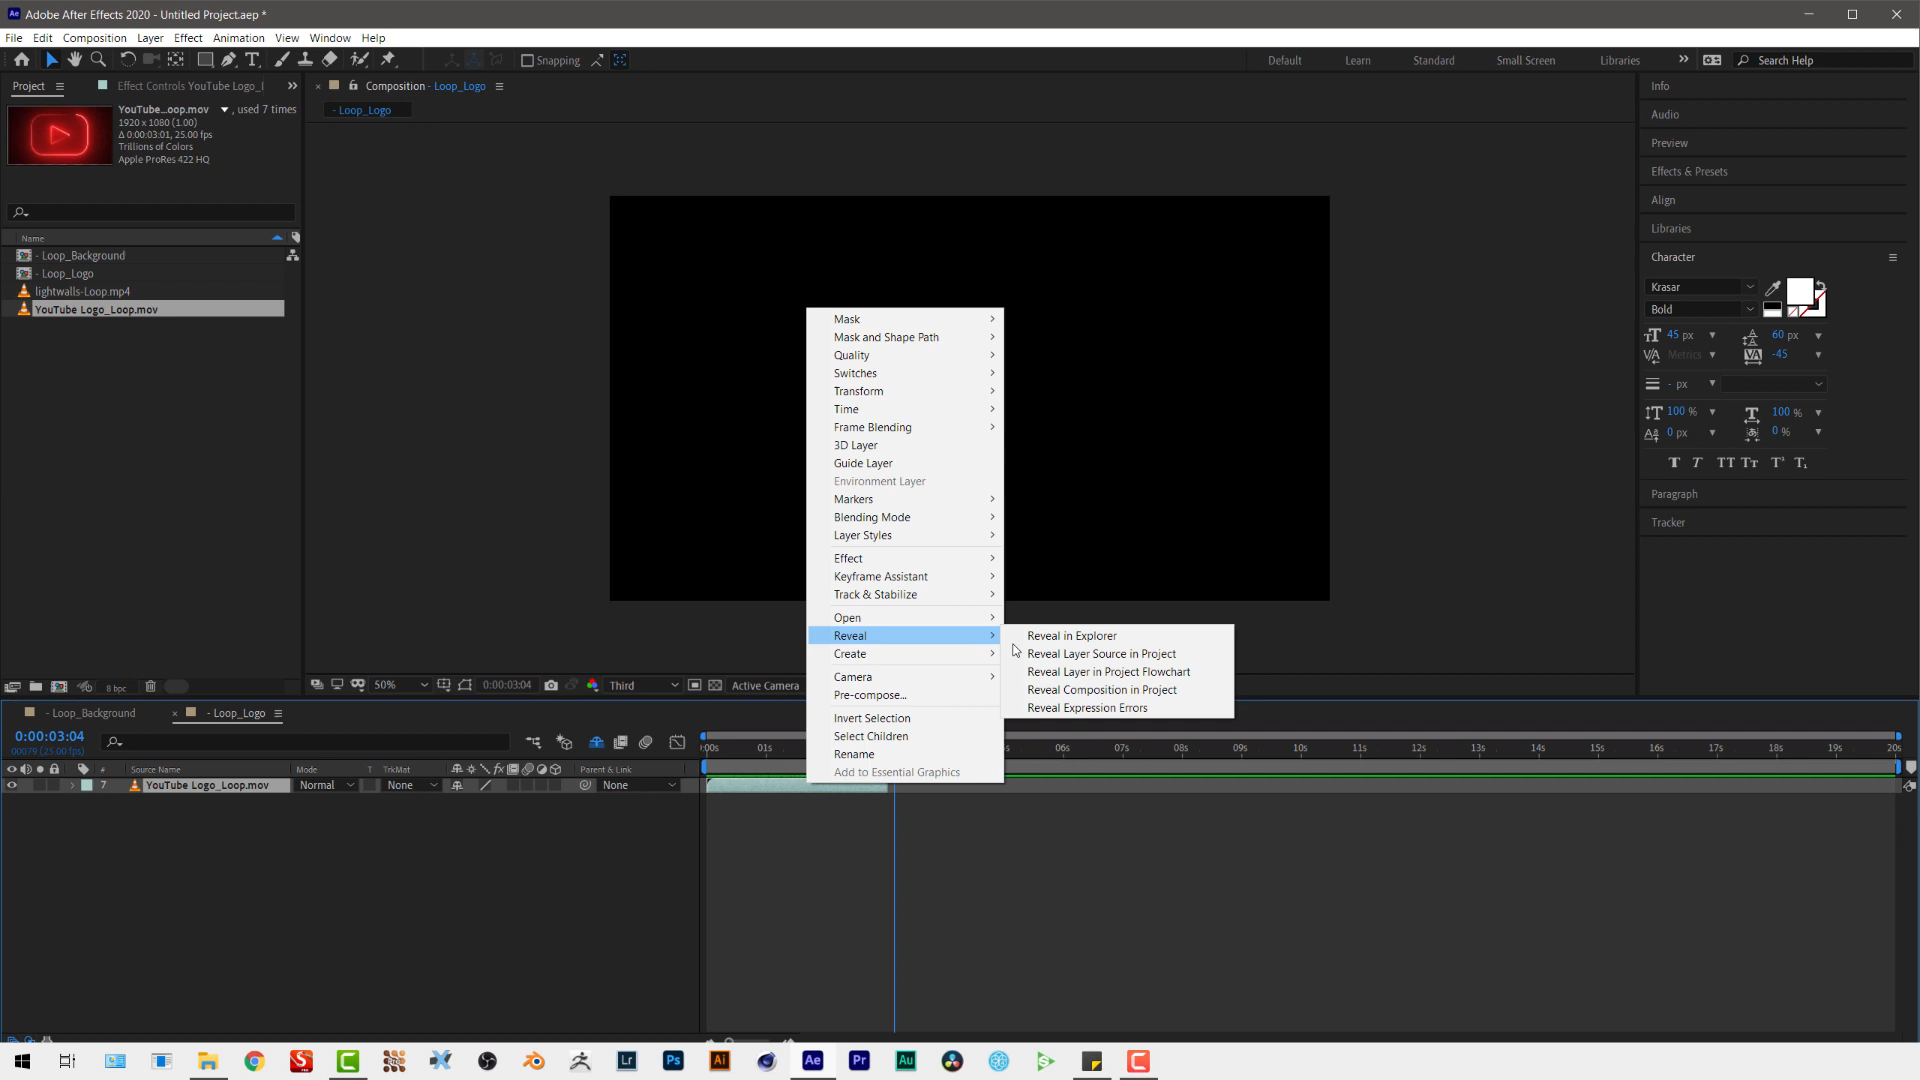 Adobe After Effects 2020 - Untitled Project.aep *
File Edit Composition Layer Effect Animation View Window Help
Snapping
Default Learn Standard Small Screen Libraries
Search Help
Project
Effect Controls YouTube Logo_l
Composition - Loop_Logo
- Loop_Logo
YouTube...oop.mov , used 7 times
1920 x 1080 (1.00)
Δ 0:00:03:01, 25.00 fps
Trillions of Colors
Apple ProRes 422 HQ
Name
- Loop_Background
- Loop_Logo
lightwalls-Loop.mp4
YouTube Logo_Loop.mov
8 bpc
Mask
Mask and Shape Path
Quality
Switches
Transform
Time
Frame Blending
3D Layer
Guide Layer
Environment Layer
Markers
Blending Mode
Layer Styles
Effect
Keyframe Assistant
Track & Stabilize
Open
Reveal
Create
Camera
Pre-compose...
Invert Selection
Select Children
Rename
Add to Essential Graphics
Reveal in Explorer
Reveal Layer Source in Project
Reveal Layer in Project Flowchart
Reveal Composition in Project
Reveal Expression Errors
50%
0:00:03:04
Third
Active Camera
Info
Audio
Preview
Effects & Presets
Align
Libraries
Character
Krasar
Bold
45 px 60 px
Metrics -45
- px
100 % 100 %
0 px 0 %
Paragraph
Tracker
- Loop_Background
- Loop_Logo
0:00:03:04
00079 (25.00 fps)
:00s 01s 06s 07s 08s 09s 10s 11s 12s 13s 14s 15s 16s 17s 18s 19s 20s
# Source Name Mode T TrkMat Parent & Link
7 YouTube Logo_Loop.mov Normal None None
Lr Ps Ai Ae Pr Au